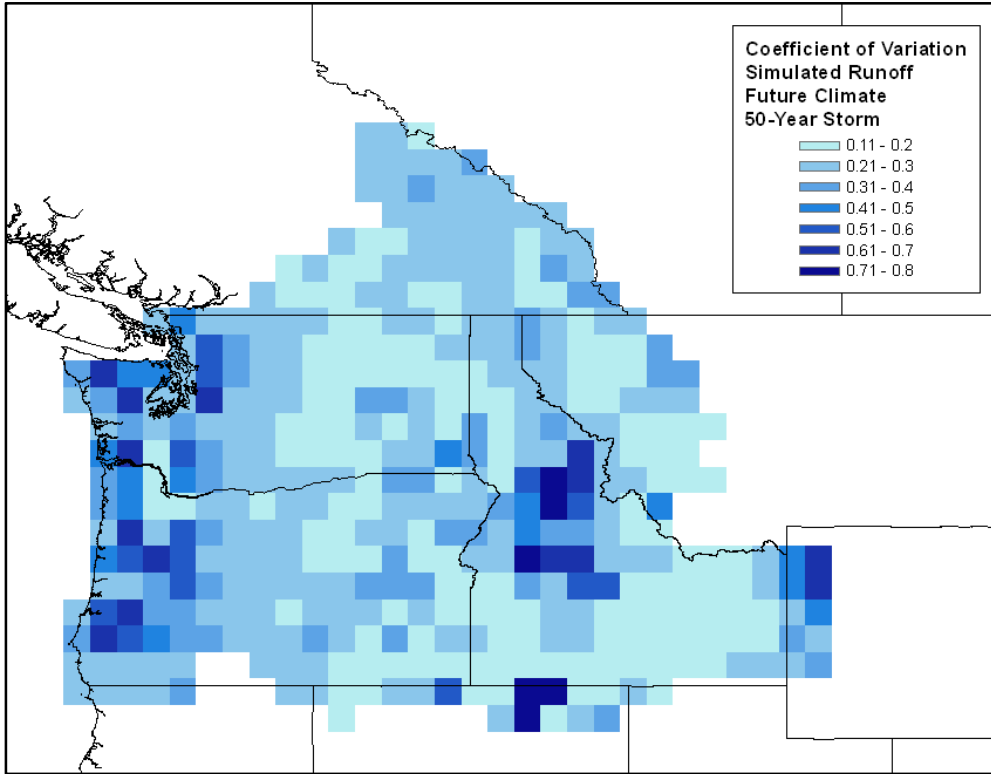 Coefficient of Variation
Simulated Runoff
Future Climate
50-Year Storm
0.11 - 0.2
0.21 - 0.3
0.31 - 0.4
0.41 - 0.5
0.51 - 0.6
0.61 - 0.7
0.71 - 0.8